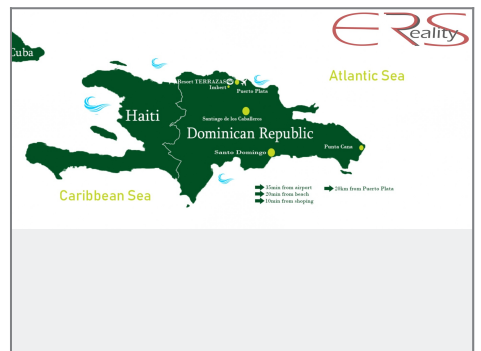 ERS
eality
Cuba
Atlantic Sea
Resort TERRAZAS
Imbert
Puerto Plata
Haiti
Santiago de los Caballeros
Dominican Republic
Santo Domingo
Punta Cana
Caribbean Sea
35min from airport
20km from Puerto Plata
20min from beach
10min from shoping